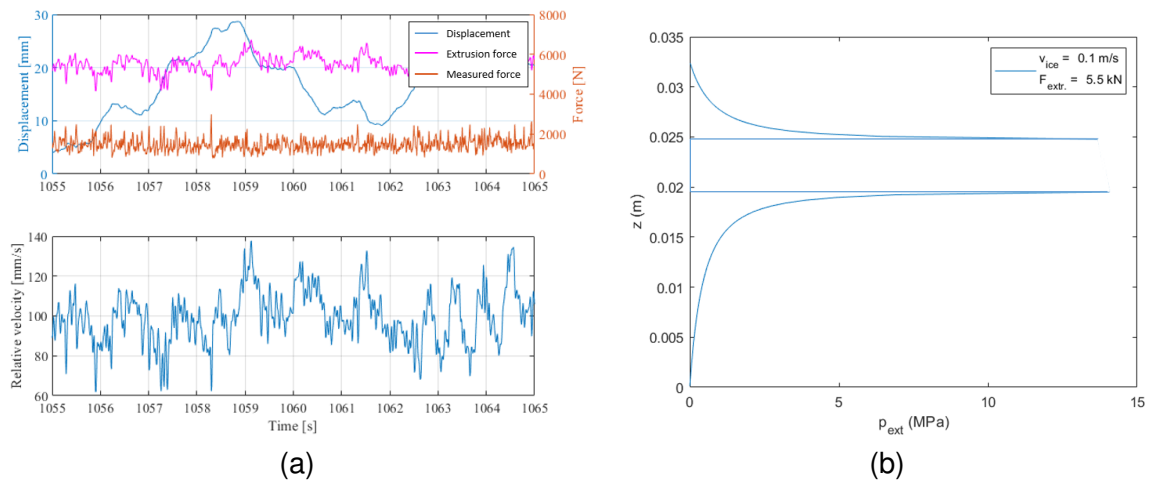 30
20
10
0
Displacement [mm]
8000
6000
4000
2000
0
Force [N]
Displacement
Extrusion force
Measured force
1055 1056 1057 1058 1059 1060 1061 1062 1063 1064 1065
140
120
100
80
60
Relative velocity [mm/s]
1055 1056 1057 1058 1059 1060 1061 1062 1063 1064 1065
Time [s]
(a)
0.035
0.03
0.025
0.02
0.015
0.01
0.005
0
z (m)
v_ice = 0.1 m/s
F_extr. = 5.5 kN
0 5 10 15
p_ext (MPa)
(b)